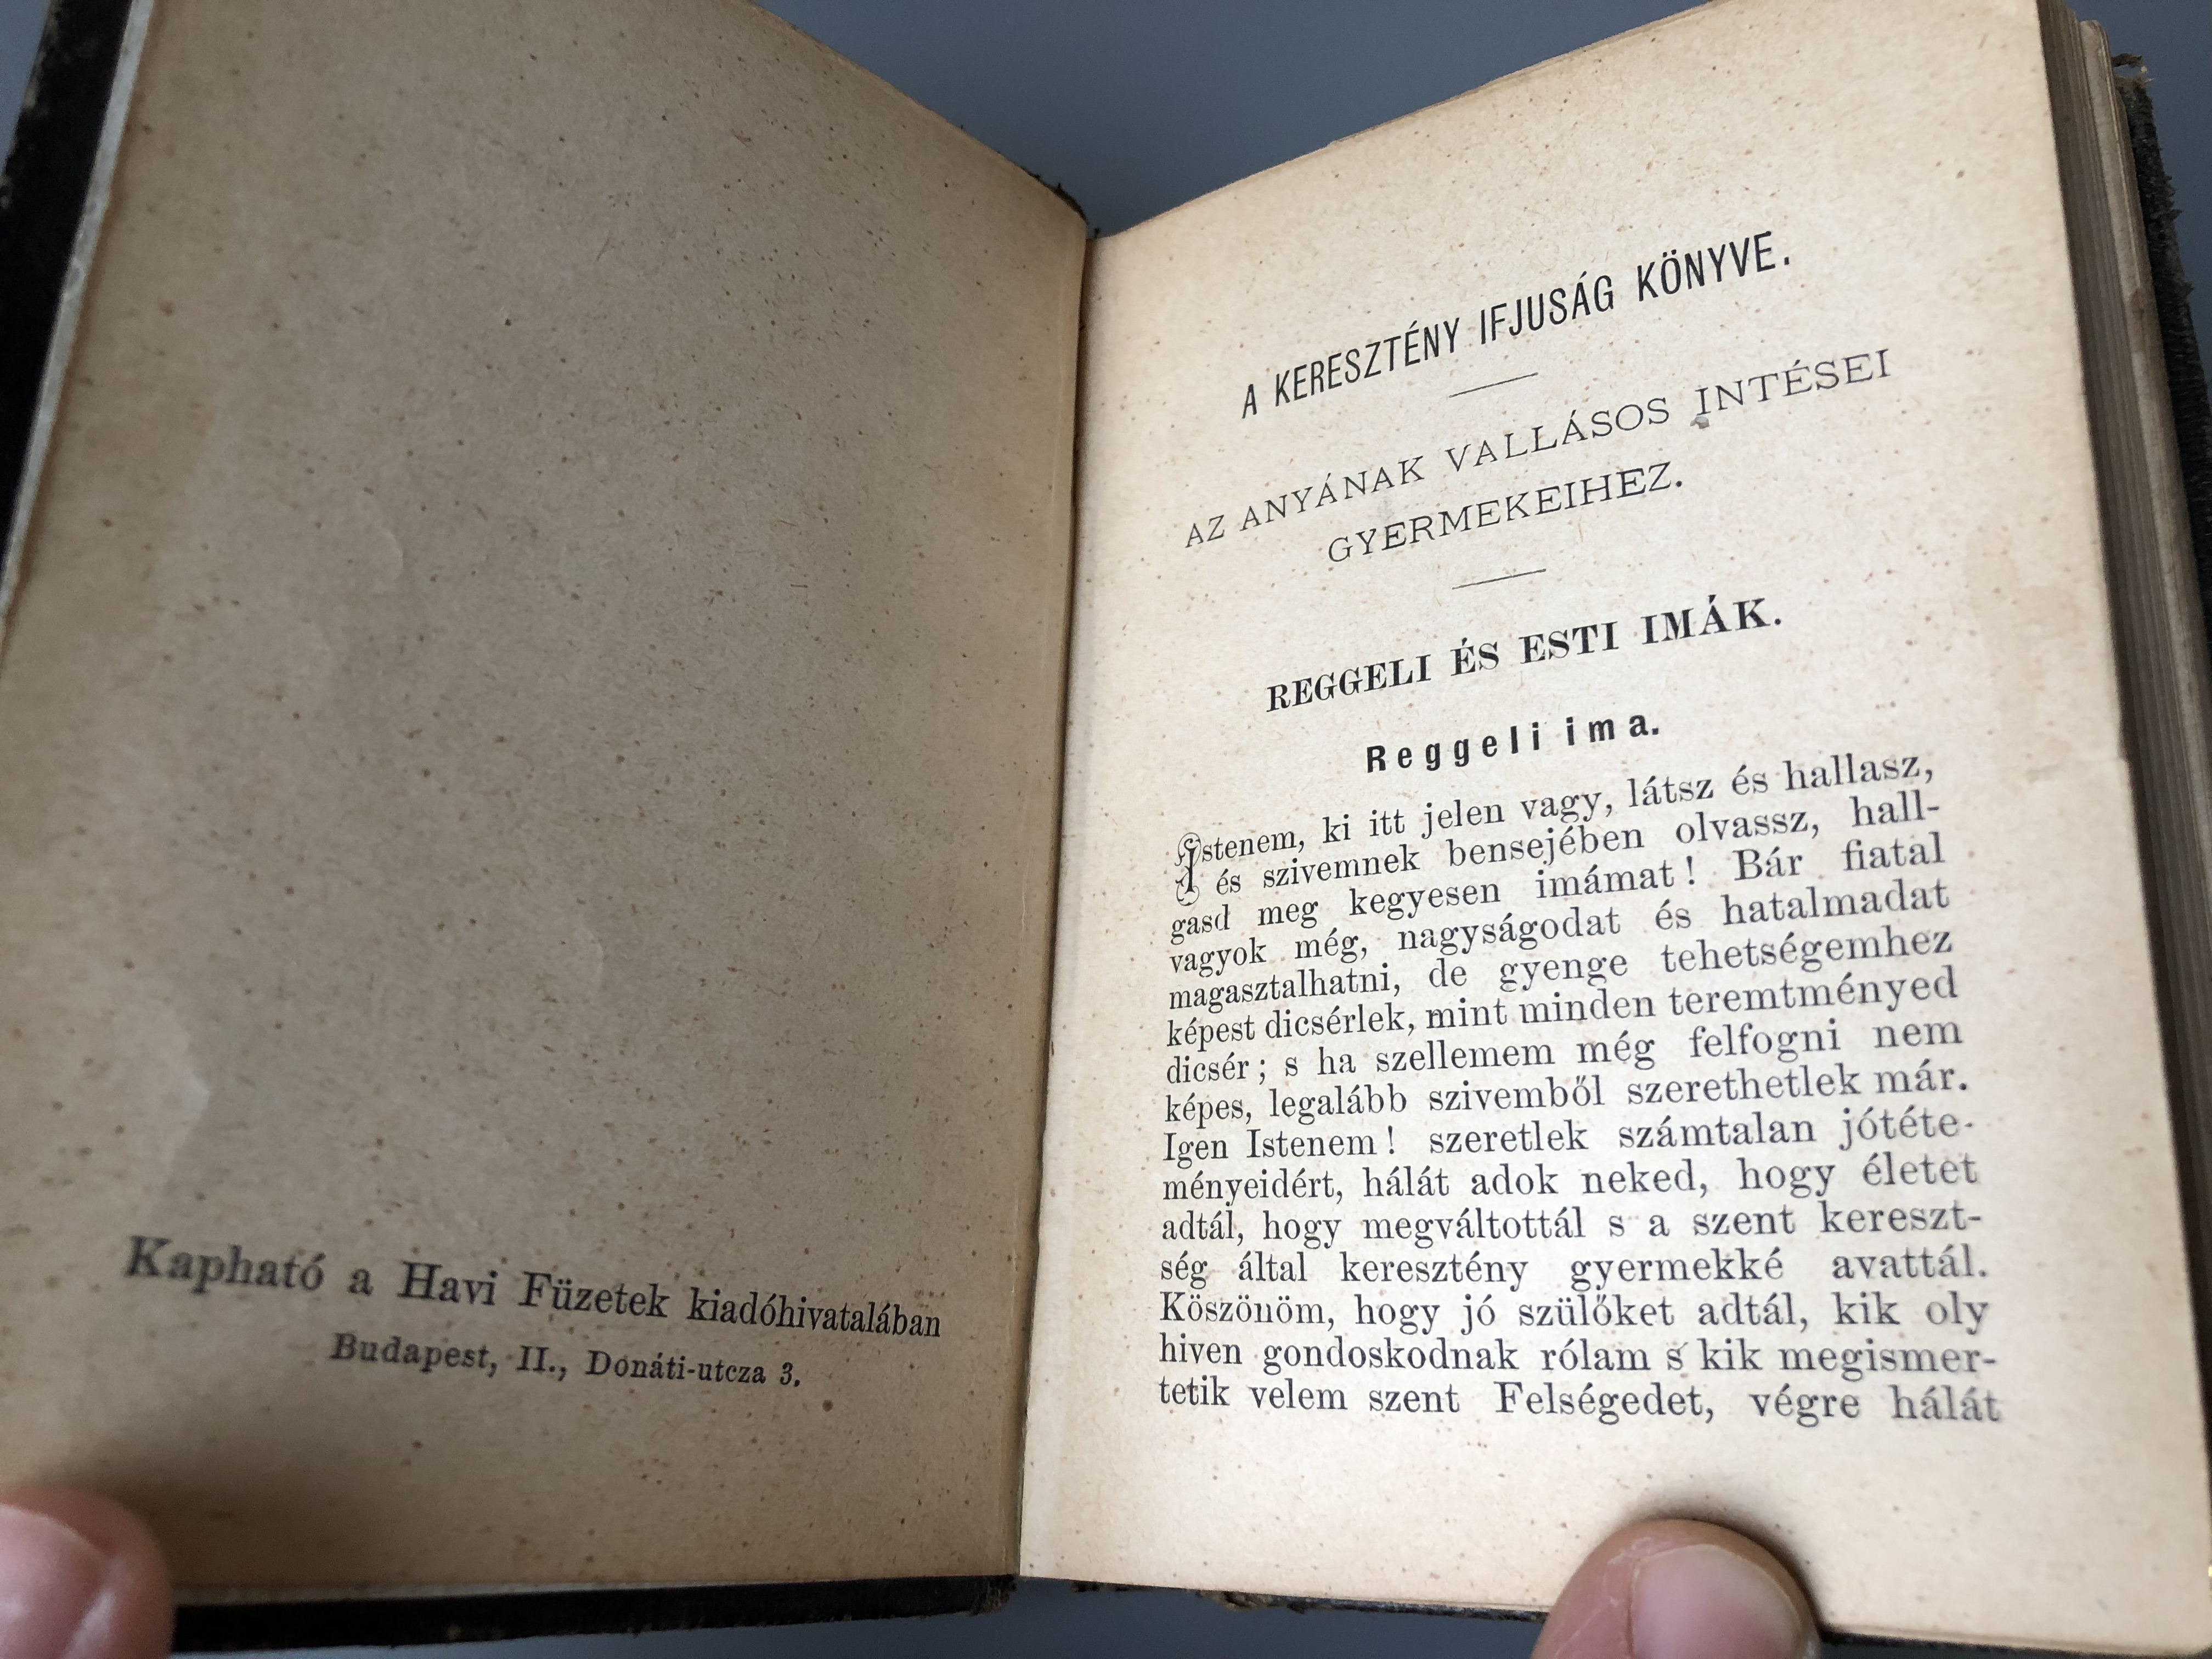 Kapható a Havi Füzetek kiadóhivatalában
Budapest, II., Donáti-utcza 3.
A KERESZTÉNY IFJUSÁG KÖNYVE.
AZ ANYÁNAK VALLÁSOS INTÉSEI
GYERMEKEIHEZ.
REGGELI ÉS ESTI IMÁK.
Reggeli ima.
Istenem, ki itt jelen vagy, látsz és hallasz,
és szivemnek bensejében olvassz, hall-
gasd meg kegyesen imámat! Bár fiatal
vagyok még, nagyságodat és hatalmadat
magasztalhatni, de gyenge tehetségemhez
képest dicsérlek, mint minden teremtményed
dicsér; s ha szellemem még felfogni nem
képes, legalább szivemből szerethetlek már.
Igen Istenem! szeretlek számtalan jótéte-
ményeidért, hálát adok neked, hogy életet
adtál, hogy megváltottál s a szent kereszt-
ség által keresztény gyermekké avattál.
Köszönöm, hogy jó szülőket adtál, kik oly
hiven gondoskodnak rólam s kik megismer-
tetik velem szent Felségedet, végre hálát